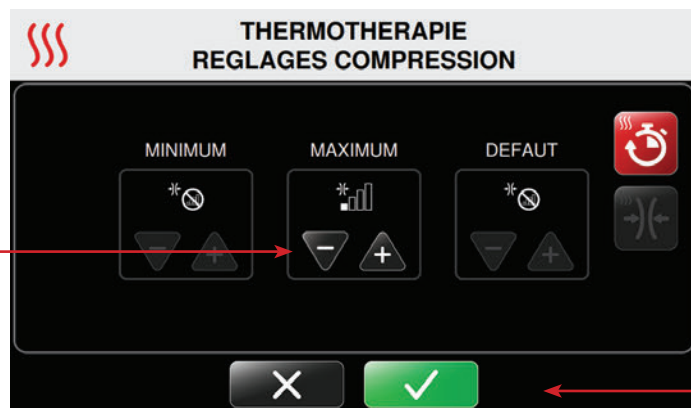 THERMOTHERAPIE
REGLAGES COMPRESSION
MINIMUM MAXIMUM DEFAUT